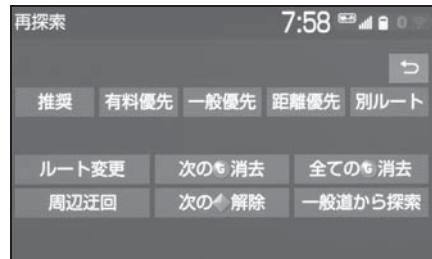 再探索 7:58
推奨 有料優先 一般優先 距離優先 別ルート
ルート変更 次の G 消去 全ての G 消去
周辺迂回 次の 解除 一般道から探索